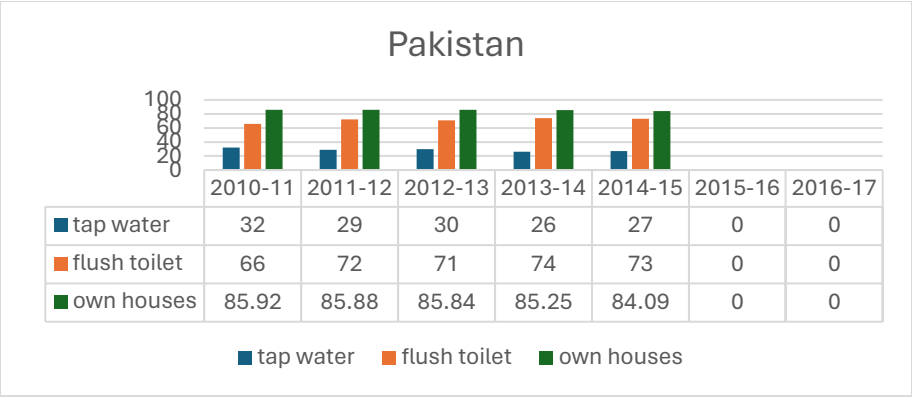 Pakistan
100
80
60
40
20
0
2010-11 2011-12 2012-13 2013-14 2014-15 2015-16 2016-17
tap water 32 29 30 26 27 0 0
flush toilet 66 72 71 74 73 0 0
own houses 85.92 85.88 85.84 85.25 84.09 0 0
tap water flush toilet own houses